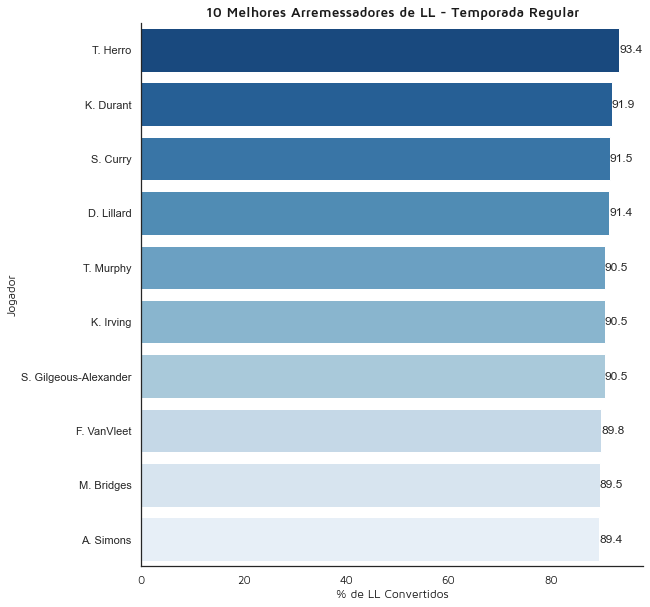 10 Melhores Arremessadores de LL - Temporada Regular
T. Herro 93.4
K. Durant 91.9
S. Curry 91.5
D. Lillard 91.4
T. Murphy 90.5
Jogador
K. Irving 90.5
S. Gilgeous-Alexander 90.5
F. VanVleet 89.8
M. Bridges 89.5
A. Simons 89.4
0 20 40 60 80
% de LL Convertidos